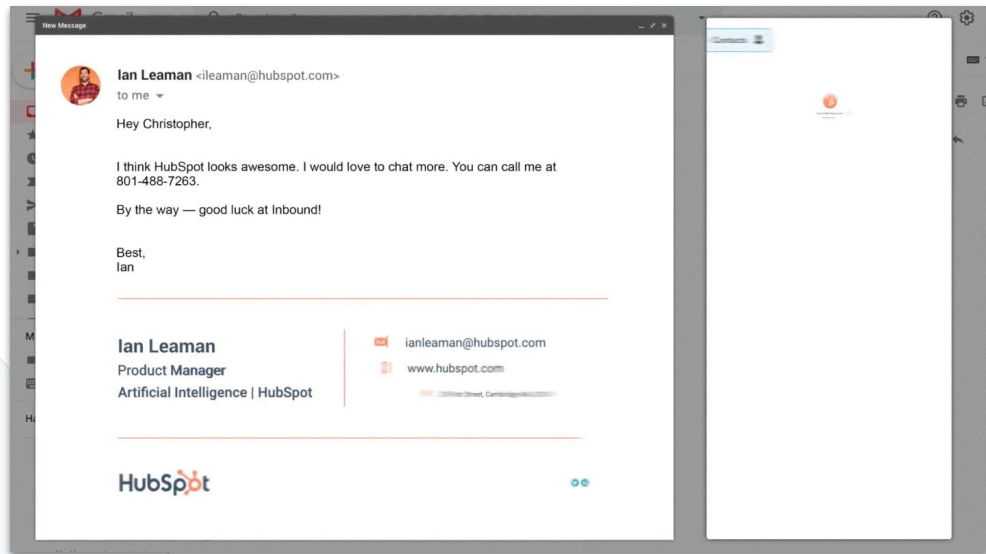 New Message
Ian Leaman <ileaman@hubspot.com>
to me
Hey Christopher,
I think HubSpot looks awesome. I would love to chat more. You can call me at
801-488-7263.
By the way — good luck at Inbound!
Best,
Ian
Ian Leaman
Product Manager
Artificial Intelligence | HubSpot
ianleaman@hubspot.com
www.hubspot.com
Street,
HubSpot
Contacts